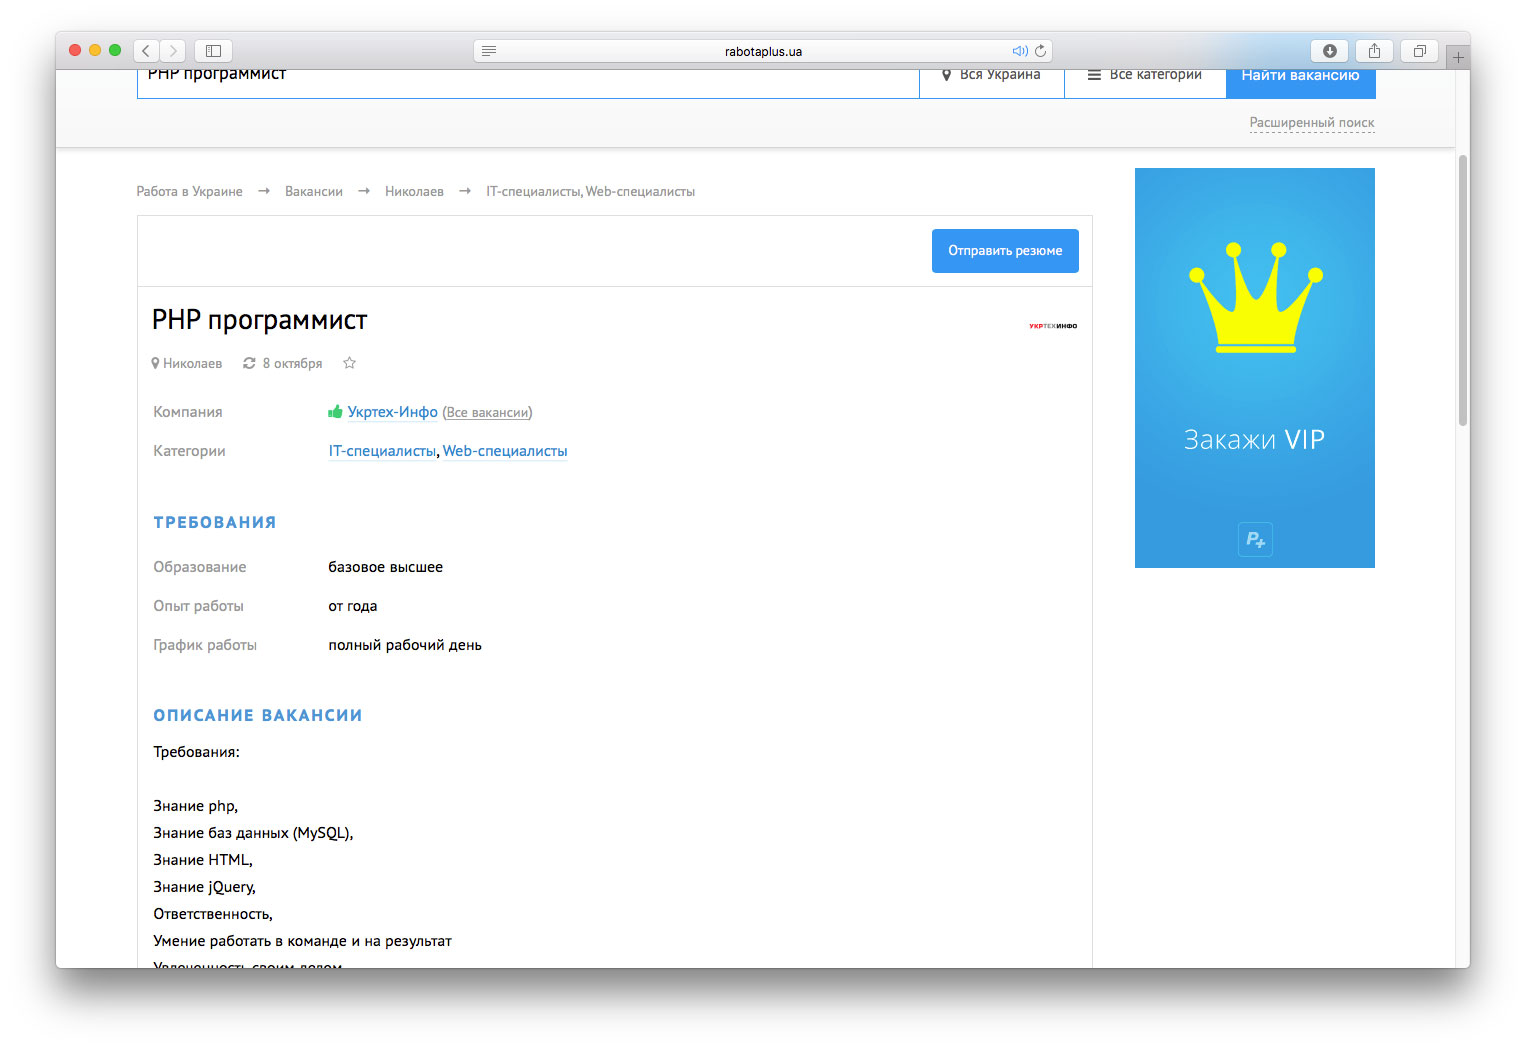 rabotaplus.ua
PHP программист
Вся Украина
Все категории
Найти вакансию
Расширенный поиск
Работа в Украине → Вакансии → Николаев → IT-специалисты, Web-специалисты
Отправить резюме
PHP программист
УКРТЕХИНФО
Николаев 8 октября
Компания Укртех-Инфо (Все вакансии)
Категории IT-специалисты, Web-специалисты
ТРЕБОВАНИЯ
Образование базовое высшее
Опыт работы от года
График работы полный рабочий день
ОПИСАНИЕ ВАКАНСИИ
Требования:
Знание php,
Знание баз данных (MySQL),
Знание HTML,
Знание jQuery,
Ответственность,
Умение работать в команде и на результат
Увлеченность своим делом
Закажи VIP
P+